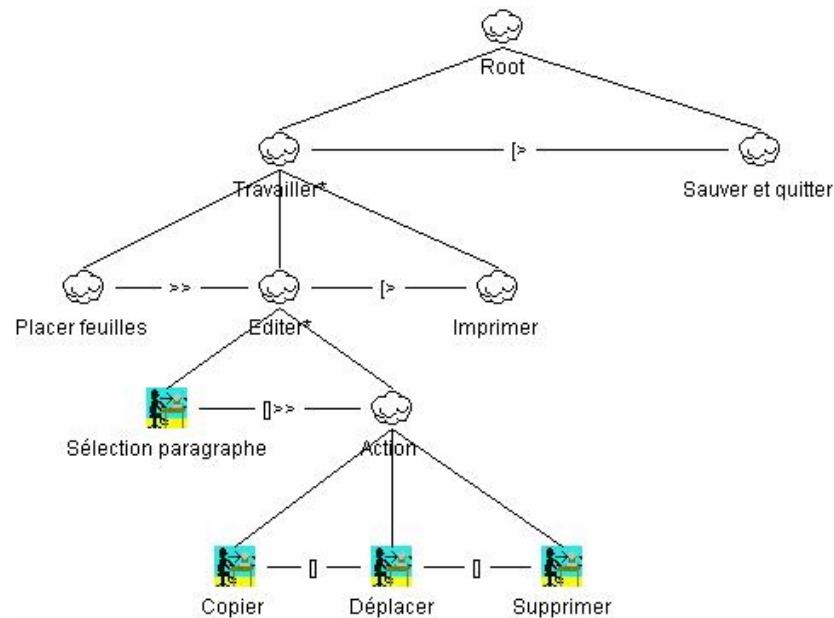 Root
[>
Travailler*
Sauver et quitter
>>
[>
Placer feuilles
Editer*
Imprimer
[]>>
Sélection paragraphe
Action
[]
[]
Copier
Déplacer
Supprimer